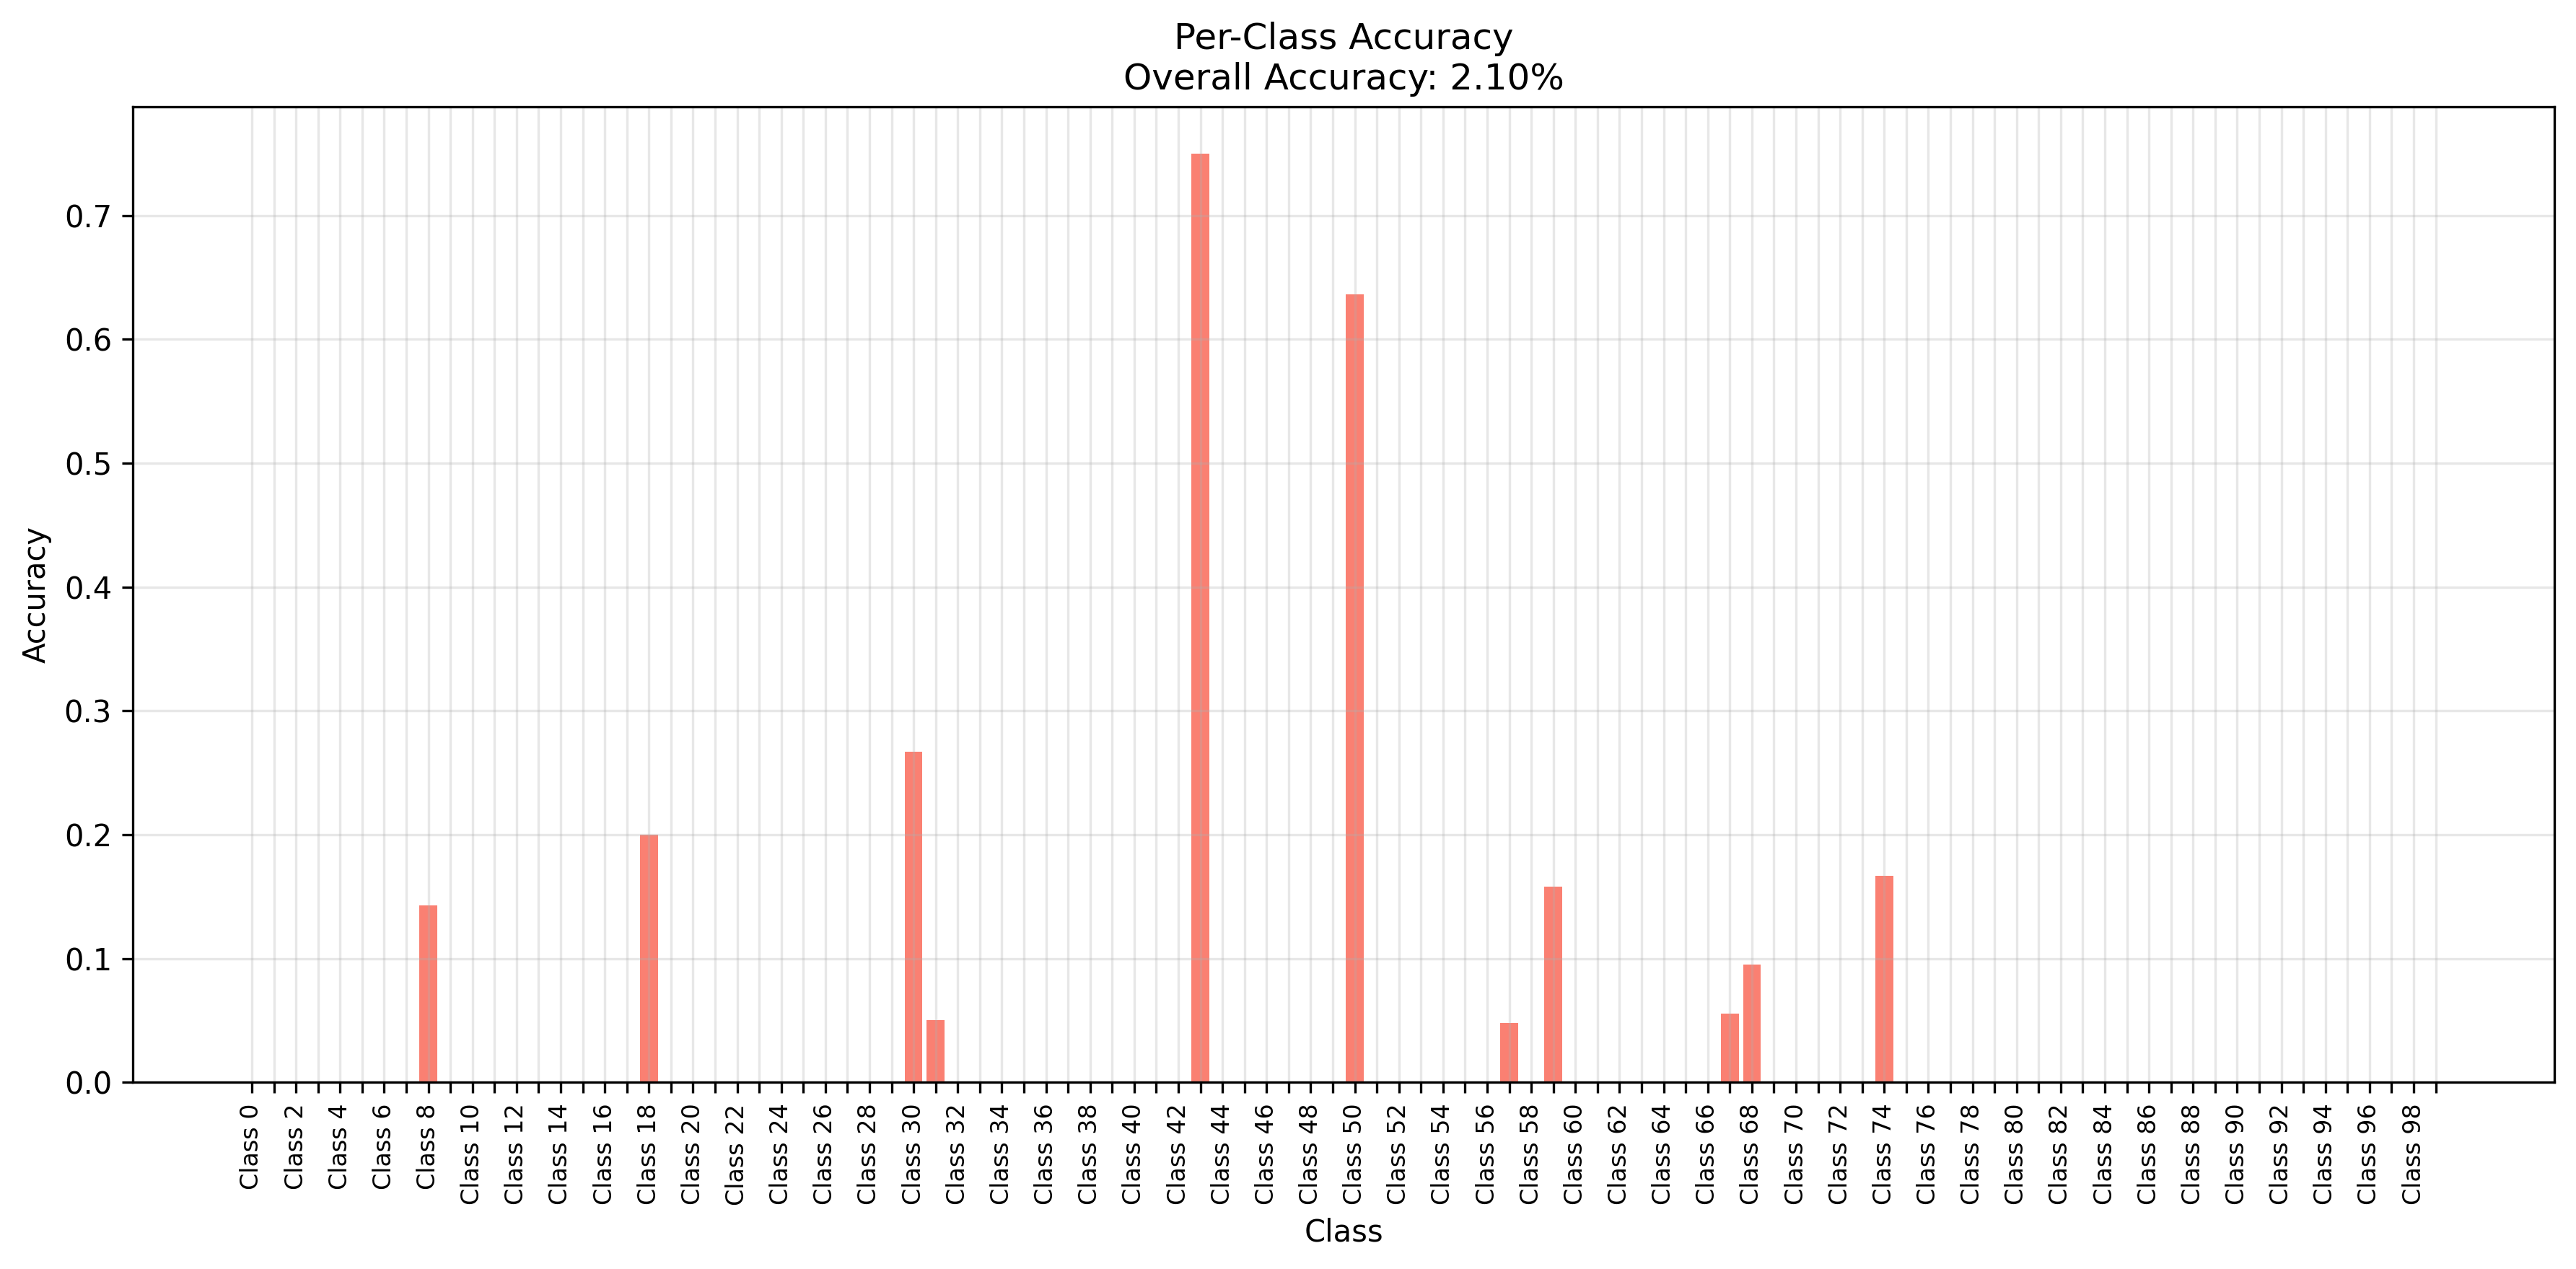 Per-Class Accuracy
Overall Accuracy: 2.10%
Accuracy
0.7
0.6
0.5
0.4
0.3
0.2
0.1
0.0
Class 0
Class 2
Class 4
Class 6
Class 8
Class 10
Class 12
Class 14
Class 16
Class 18
Class 20
Class 22
Class 24
Class 26
Class 28
Class 30
Class 32
Class 34
Class 36
Class 38
Class 40
Class 42
Class 44
Class 46
Class 48
Class 50
Class 52
Class 54
Class 56
Class 58
Class 60
Class 62
Class 64
Class 66
Class 68
Class 70
Class 72
Class 74
Class 76
Class 78
Class 80
Class 82
Class 84
Class 86
Class 88
Class 90
Class 92
Class 94
Class 96
Class 98
Class